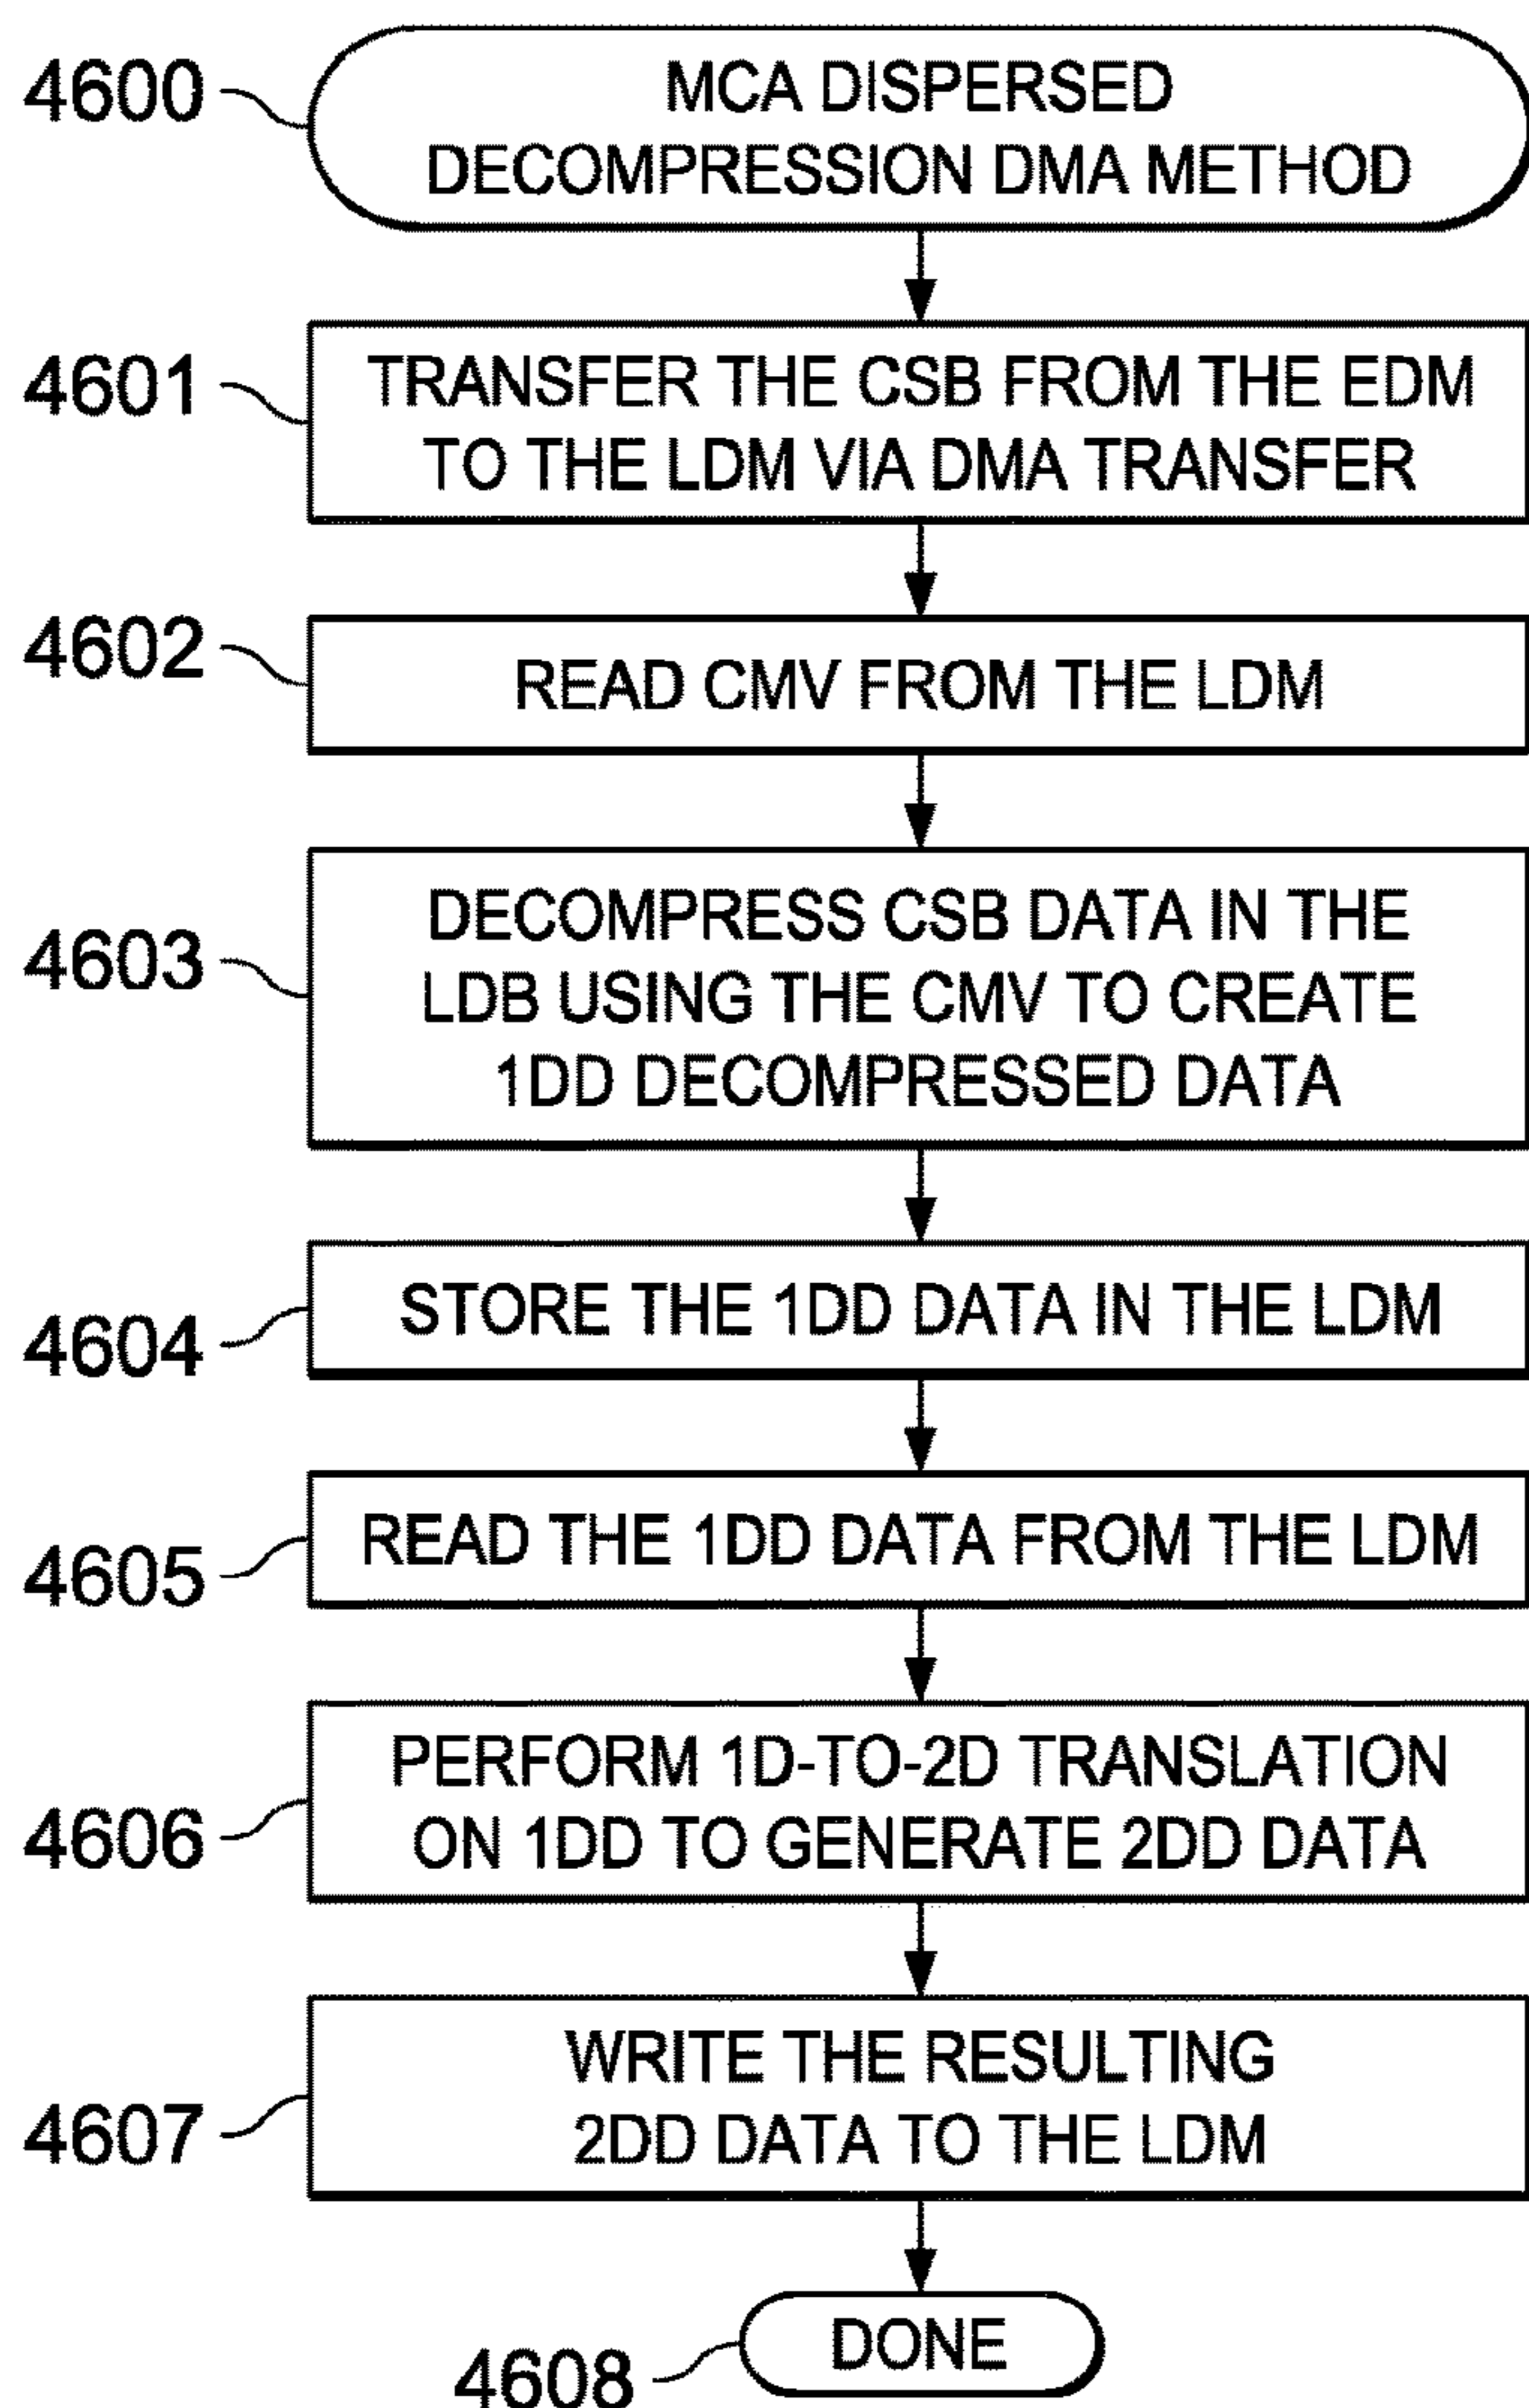 4600
MCA DISPERSED
DECOMPRESSION DMA METHOD
4601
TRANSFER THE CSB FROM THE EDM
TO THE LDM VIA DMA TRANSFER
4602
READ CMV FROM THE LDM
4603
DECOMPRESS CSB DATA IN THE
LDB USING THE CMV TO CREATE
1DD DECOMPRESSED DATA
4604
STORE THE 1DD DATA IN THE LDM
4605
READ THE 1DD DATA FROM THE LDM
4606
PERFORM 1D-TO-2D TRANSLATION
ON 1DD TO GENERATE 2DD DATA
4607
WRITE THE RESULTING
2DD DATA TO THE LDM
4608
DONE